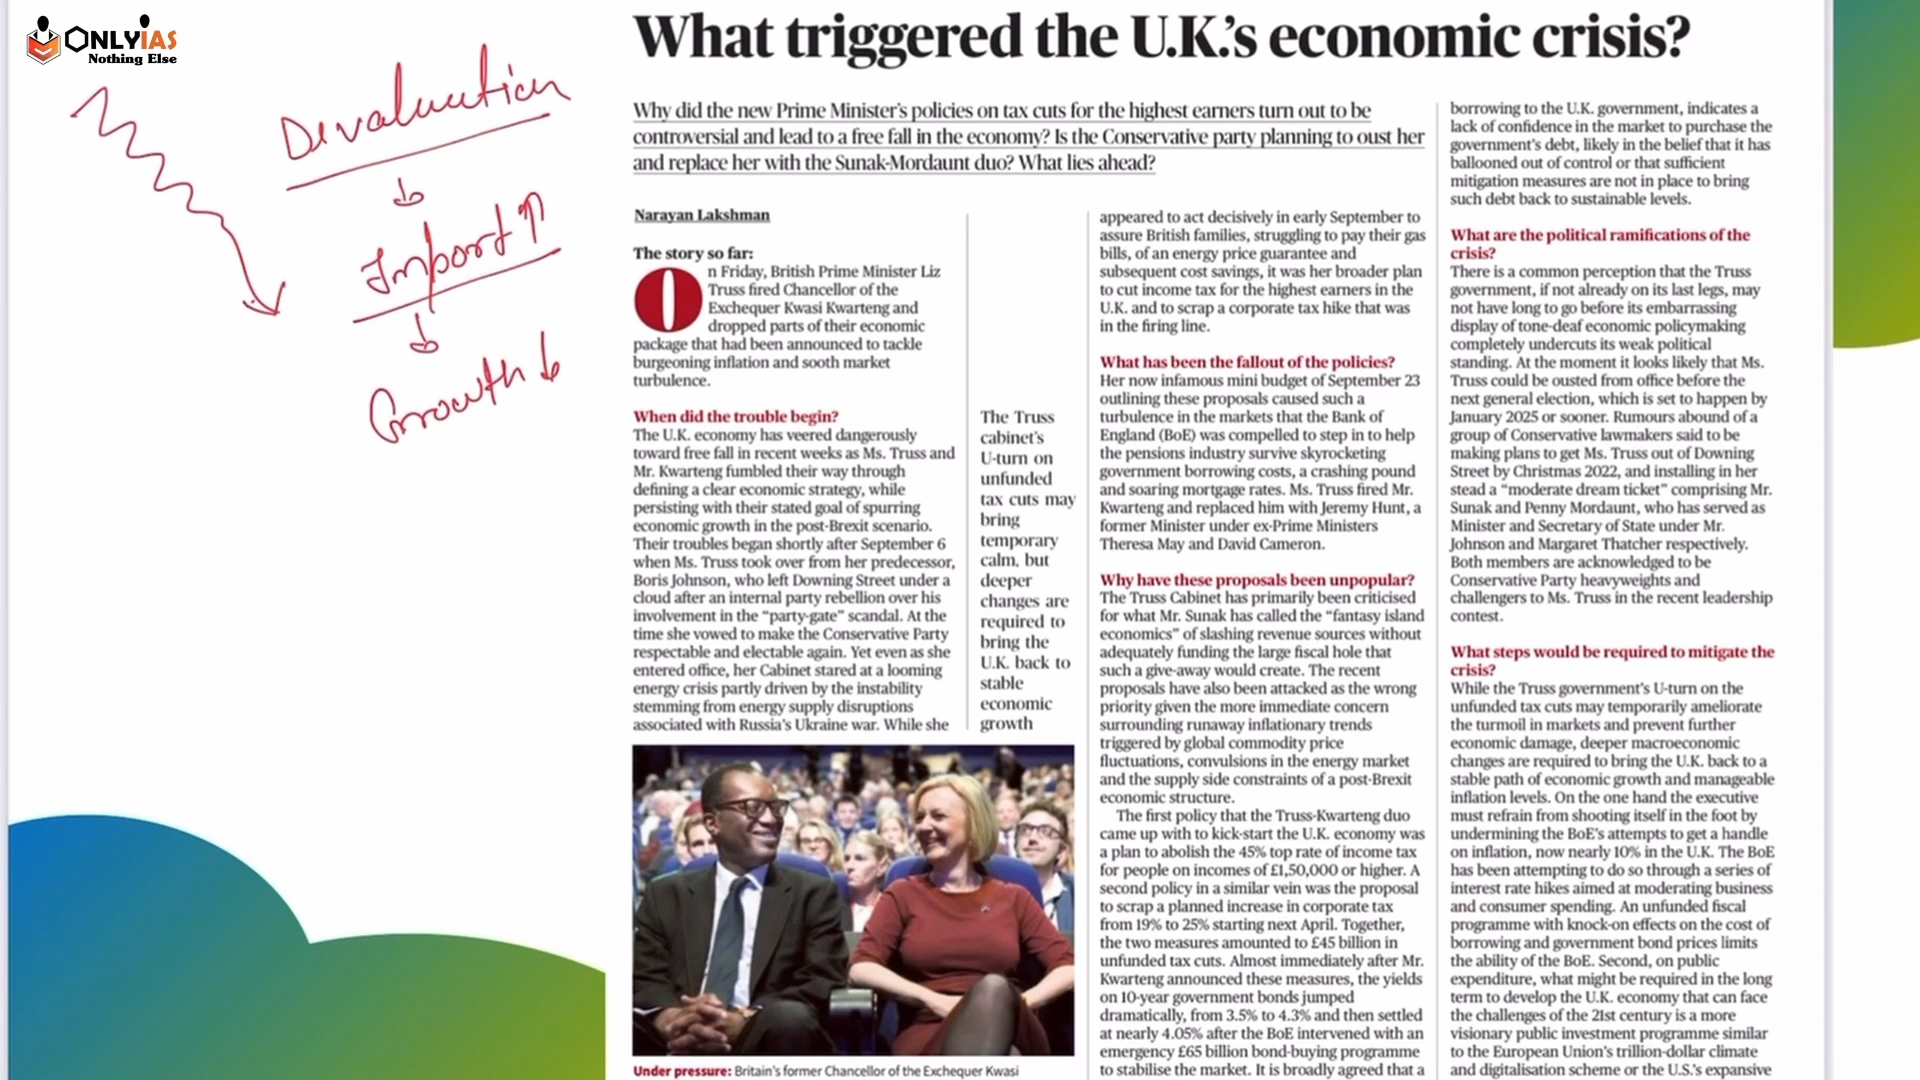 ONLYIAS
Nothing Else
Devaluation
Import ↑
Growth ↓
What triggered the U.K.’s economic crisis?
Why did the new Prime Minister’s policies on tax cuts for the highest earners turn out to be
controversial and lead to a free fall in the economy? Is the Conservative party planning to oust her
and replace her with the Sunak-Mordaunt duo? What lies ahead?
Narayan Lakshman
The story so far:
On Friday, British Prime Minister Liz
Truss fired Chancellor of the
Exchequer Kwasi Kwarteng and
dropped parts of their economic
package that had been announced to tackle
burgeoning inflation and sooth market
turbulence.
When did the trouble begin?
The U.K. economy has veered dangerously
toward free fall in recent weeks as Ms. Truss and
Mr. Kwarteng fumbled their way through
defining a clear economic strategy, while
persisting with their stated goal of spurring
economic growth in the post-Brexit scenario.
Their troubles began shortly after September 6
when Ms. Truss took over from her predecessor,
Boris Johnson, who left Downing Street under a
cloud after an internal party rebellion over his
involvement in the “party-gate” scandal. At the
time she vowed to make the Conservative Party
respectable and electable again. Yet even as she
entered office, her Cabinet stared at a looming
energy crisis partly driven by the instability
stemming from energy supply disruptions
associated with Russia’s Ukraine war. While she
The Truss
cabinet’s
U-turn on
unfunded
tax cuts may
bring
temporary
calm, but
deeper
changes are
required to
bring the
U.K. back to
stable
economic
growth
Under pressure: Britain’s former Chancellor of the Exchequer Kwasi
appeared to act decisively in early September to
assure British families, struggling to pay their gas
bills, of an energy price guarantee and
subsequent cost savings, it was her broader plan
to cut income tax for the highest earners in the
U.K. and to scrap a corporate tax hike that was
in the firing line.
What has been the fallout of the policies?
Her now infamous mini budget of September 23
outlining these proposals caused such a
turbulence in the markets that the Bank of
England (BoE) was compelled to step in to help
the pensions industry survive skyrocketing
government borrowing costs, a crashing pound
and soaring mortgage rates. Ms. Truss fired Mr.
Kwarteng and replaced him with Jeremy Hunt, a
former Minister under ex-Prime Ministers
Theresa May and David Cameron.
Why have these proposals been unpopular?
The Truss Cabinet has primarily been criticised
for what Mr. Sunak has called the “fantasy island
economics” of slashing revenue sources without
adequately funding the large fiscal hole that
such a give-away would create. The recent
proposals have also been attacked as the wrong
priority given the more immediate concern
surrounding runaway inflationary trends
triggered by global commodity price
fluctuations, convulsions in the energy market
and the supply side constraints of a post-Brexit
economic structure.
The first policy that the Truss-Kwarteng duo
came up with to kick-start the U.K. economy was
a plan to abolish the 45% top rate of income tax
for people on incomes of £1,50,000 or higher. A
second policy in a similar vein was the proposal
to scrap a planned increase in corporate tax
from 19% to 25% starting next April. Together,
the two measures amounted to £45 billion in
unfunded tax cuts. Almost immediately after Mr.
Kwarteng announced these measures, the yields
on 10-year government bonds jumped
dramatically, from 3.5% to 4.3% and then settled
at nearly 4.05% after the BoE intervened with an
emergency £65 billion bond-buying programme
to stabilise the market. It is broadly agreed that a
borrowing to the U.K. government, indicates a
lack of confidence in the market to purchase the
government’s debt, likely in the belief that it has
ballooned out of control or that sufficient
mitigation measures are not in place to bring
such debt back to sustainable levels.
What are the political ramifications of the
crisis?
There is a common perception that the Truss
government, if not already on its last legs, may
not have long to go before its embarrassing
display of tone-deaf economic policymaking
completely undercuts its weak political
standing. At the moment it looks likely that Ms.
Truss could be ousted from office before the
next general election, which is set to happen by
January 2025 or sooner. Rumours abound of a
group of Conservative lawmakers said to be
making plans to get Ms. Truss out of Downing
Street by Christmas 2022, and installing in her
stead a “moderate dream ticket” comprising Mr.
Sunak and Penny Mordaunt, who has served as
Minister and Secretary of State under Mr.
Johnson and Margaret Thatcher respectively.
Both members are acknowledged to be
Conservative Party heavyweights and
challengers to Ms. Truss in the recent leadership
contest.
What steps would be required to mitigate the
crisis?
While the Truss government’s U-turn on the
unfunded tax cuts may temporarily ameliorate
the turmoil in markets and prevent further
economic damage, deeper macroeconomic
changes are required to bring the U.K. back to a
stable path of economic growth and manageable
inflation levels. On the one hand the executive
must refrain from shooting itself in the foot by
undermining the BoE’s attempts to get a handle
on inflation, now nearly 10% in the U.K. The BoE
has been attempting to do so through a series of
interest rate hikes aimed at moderating business
and consumer spending. An unfunded fiscal
programme with knock-on effects on the cost of
borrowing and government bond prices limits
the ability of the BoE. Second, on public
expenditure, what might be required in the long
term to develop the U.K. economy that can face
the challenges of the 21st century is a more
visionary public investment programme similar
to the European Union’s trillion-dollar climate
and digitalisation scheme or the U.S.’s expansive